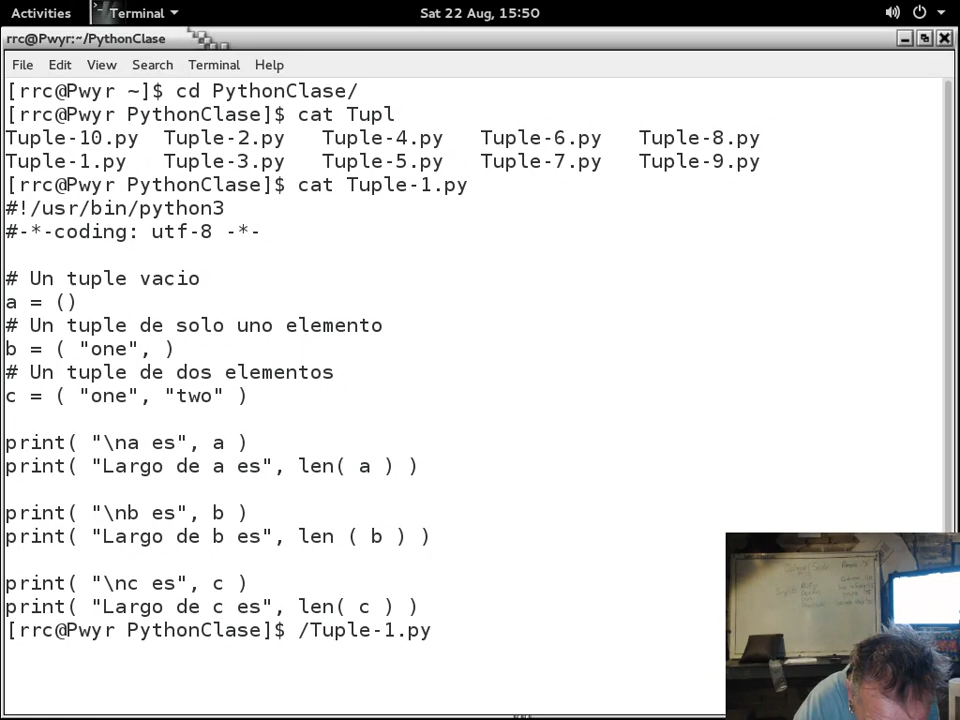 Activities Terminal Sat 22 Aug, 15:50
rrc@Pwyr:~/PythonClase
File Edit View Search Terminal Help
[rrc@Pwyr ~]$ cd PythonClase/
[rrc@Pwyr PythonClase]$ cat Tupl
Tuple-10.py Tuple-2.py Tuple-4.py Tuple-6.py Tuple-8.py
Tuple-1.py Tuple-3.py Tuple-5.py Tuple-7.py Tuple-9.py
[rrc@Pwyr PythonClase]$ cat Tuple-1.py
#!/usr/bin/python3
#-*-coding: utf-8 -*-
# Un tuple vacio
a = ()
# Un tuple de solo uno elemento
b = ( "one", )
# Un tuple de dos elementos
c = ( "one", "two" )
print( "\na es", a )
print( "Largo de a es", len( a ) )
print( "\nb es", b )
print( "Largo de b es", len ( b ) )
print( "\nc es", c )
print( "Largo de c es", len( c ) )
[rrc@Pwyr PythonClase]$ /Tuple-1.py